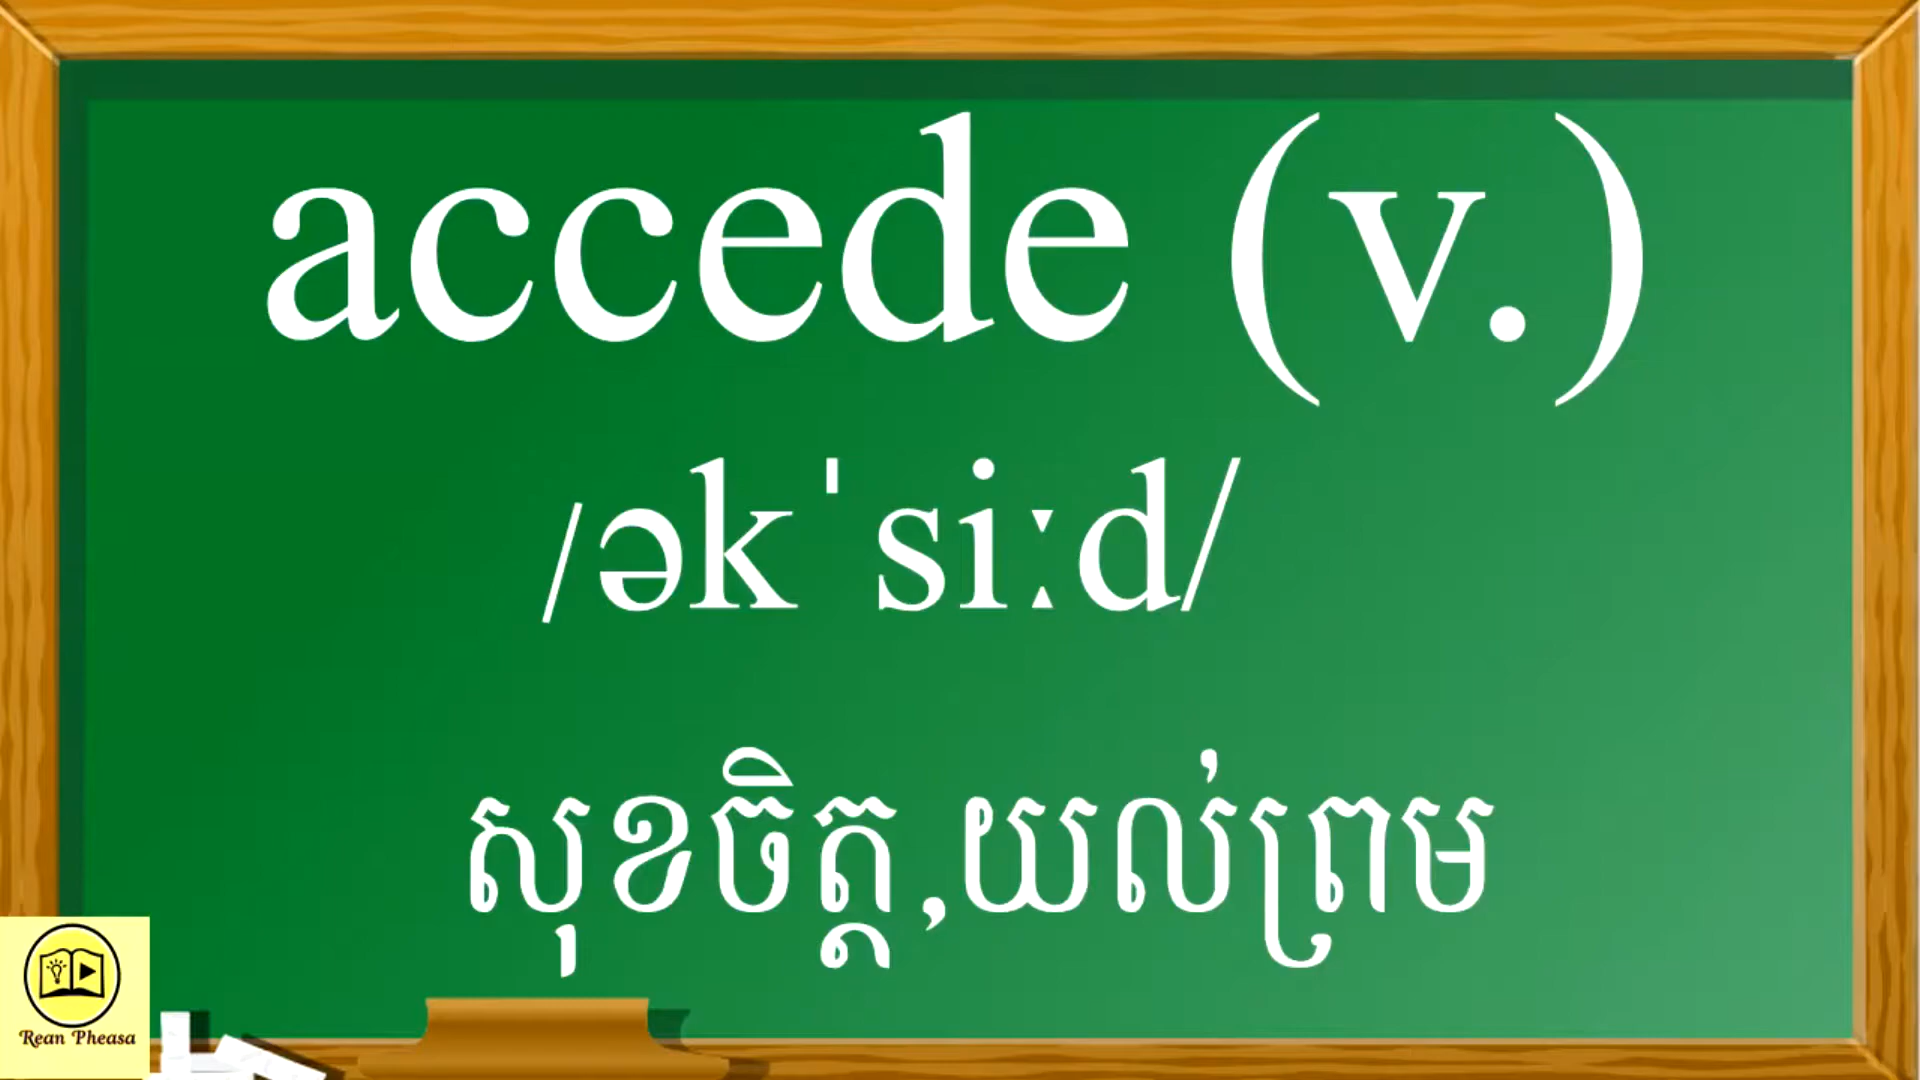 accede (v.)
/əkˈsiːd/
សុខចិត្ត,យល់ព្រម
Rean Pheasa